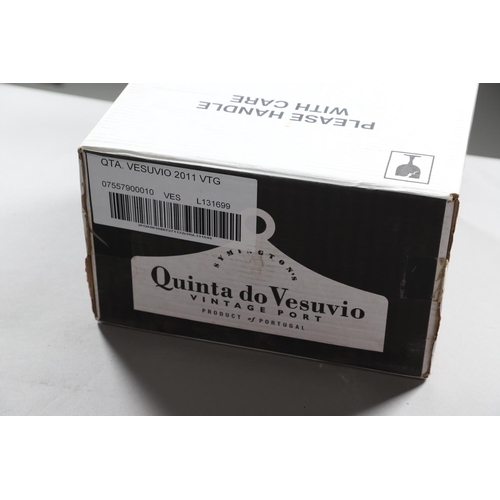 PLEASE HANDLE
WITH CARE
QTA. VESUVIO 2011 VTG
07557900010 VES L131699
SYMINGTON'S
Quinta do Vesuvio
VINTAGE PORT
PRODUCT of PORTUGAL